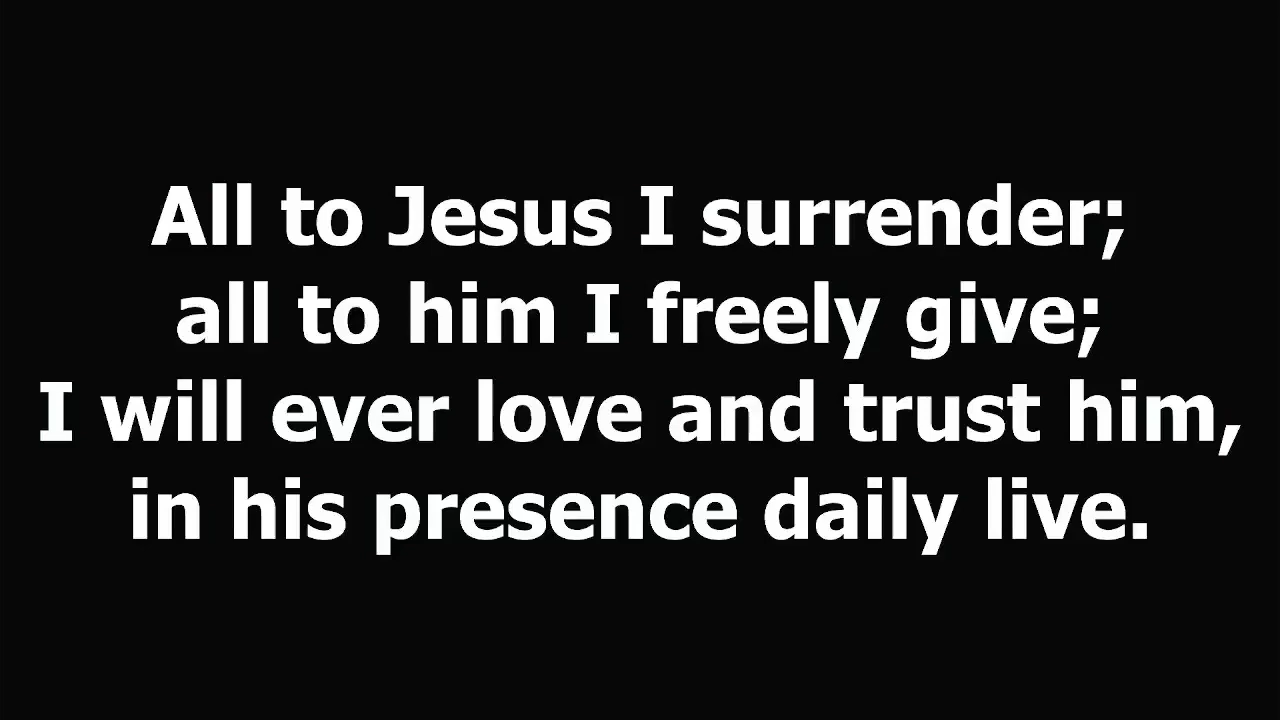 All to Jesus I surrender;
all to him I freely give;
I will ever love and trust him,
in his presence daily live.